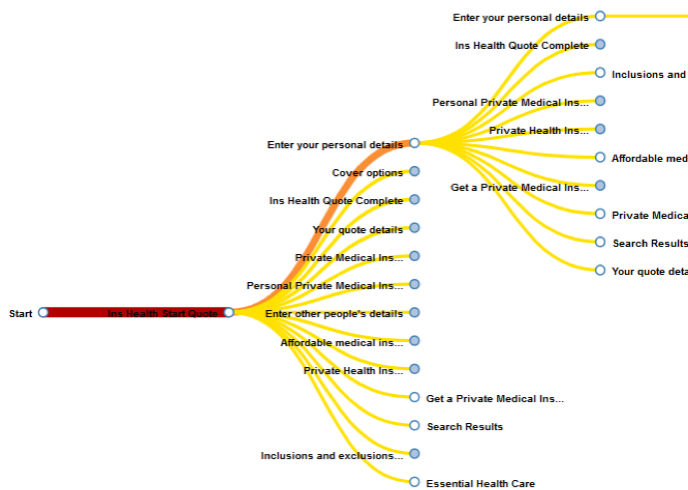 Enter your personal details
Ins Health Quote Complete
Inclusions and
Personal Private Medical Ins...
Private Health Ins...
Affordable med
Get a Private Medical Ins...
Private Medica
Search Results
Your quote deta
Enter your personal details
Cover options
Ins Health Quote Complete
Your quote details
Private Medical Ins...
Personal Private Medical Ins...
Start
Ins Health Start Quote
Enter other people's details
Affordable medical ins...
Private Health Ins...
Get a Private Medical Ins...
Search Results
Inclusions and exclusions...
Essential Health Care